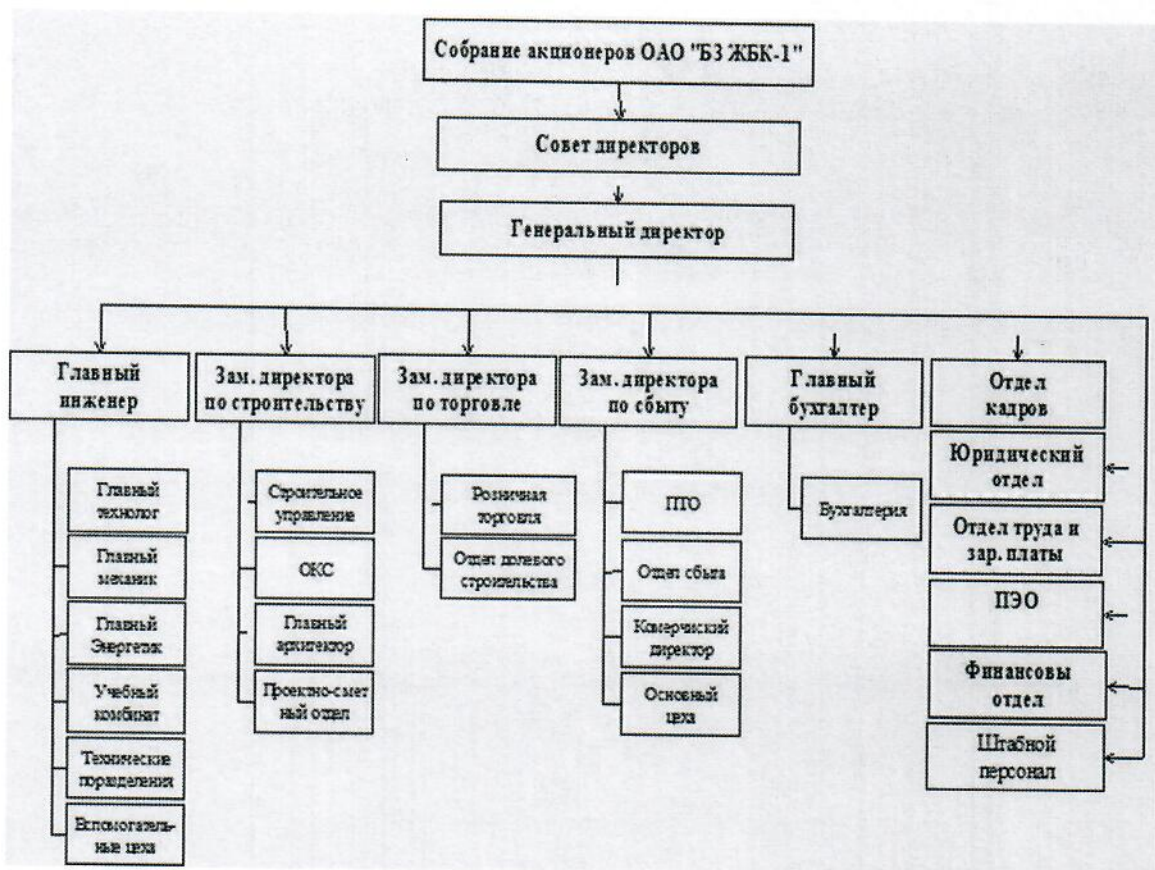 Собрание акционеров ОАО "БЗ ЖБК-1"
Совет директоров
Генеральный директор
Главный
инженер
Зам. директора
по строительству
Зам. директора
по торговле
Зам. директора
по сбыту
Главный
бухгалтер
Отдел
кадров
Главный
технолог
Главный
механик
Главный
Энергетик
Учебный
комбинат
Технические
поразделения
Вспомогатель-
ные цеха
Строительное
управление
ОКС
Главный
архитектор
Проектно-смет
ный отдел
Розничная
торговля
Отдел долевого
строительства
ПТО
Отдел сбыта
Комерчиский
директор
Основный
цеха
Бухгалтерия
Юридический
отдел
Отдел труда и
зар. платы
ПЭО
Финансовы
отдел
Штабной
персонал